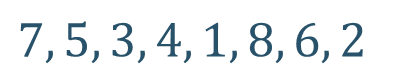 7, 5, 3, 4, 1, 8, 6, 2